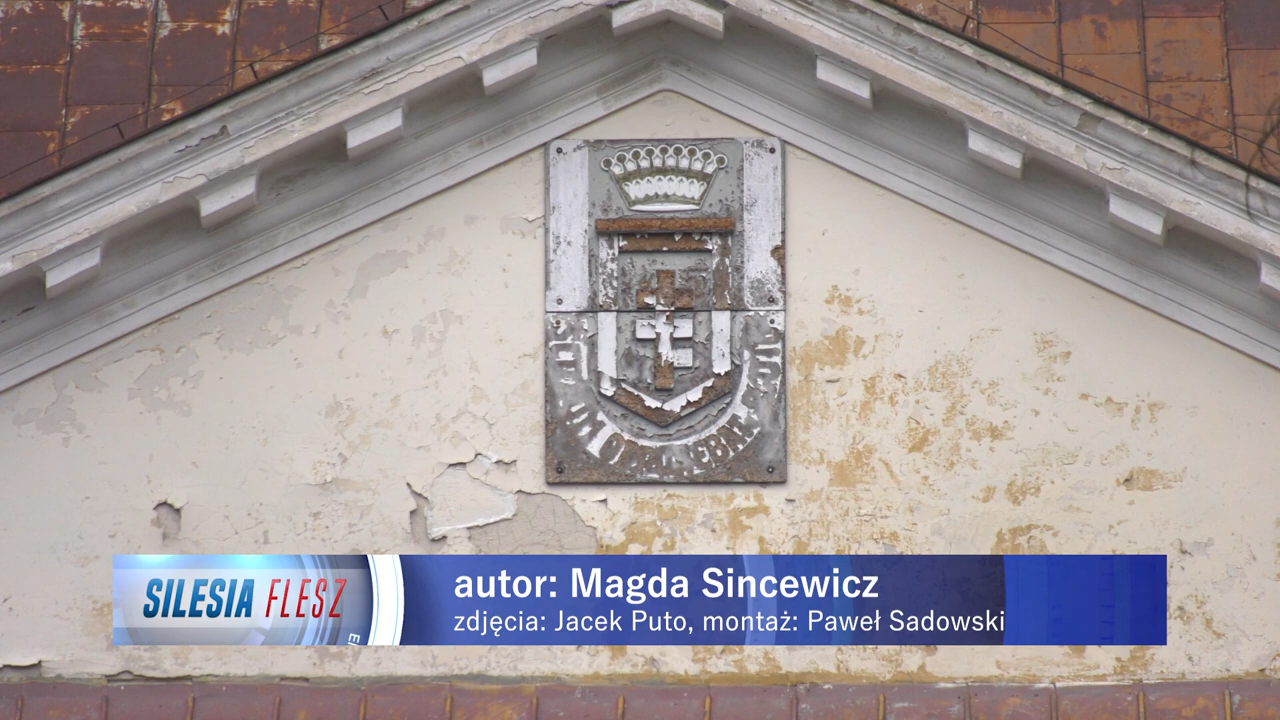 SILESIA FLESZ
autor: Magda Sincewicz
zdjęcia: Jacek Puto, montaż: Paweł Sadowski